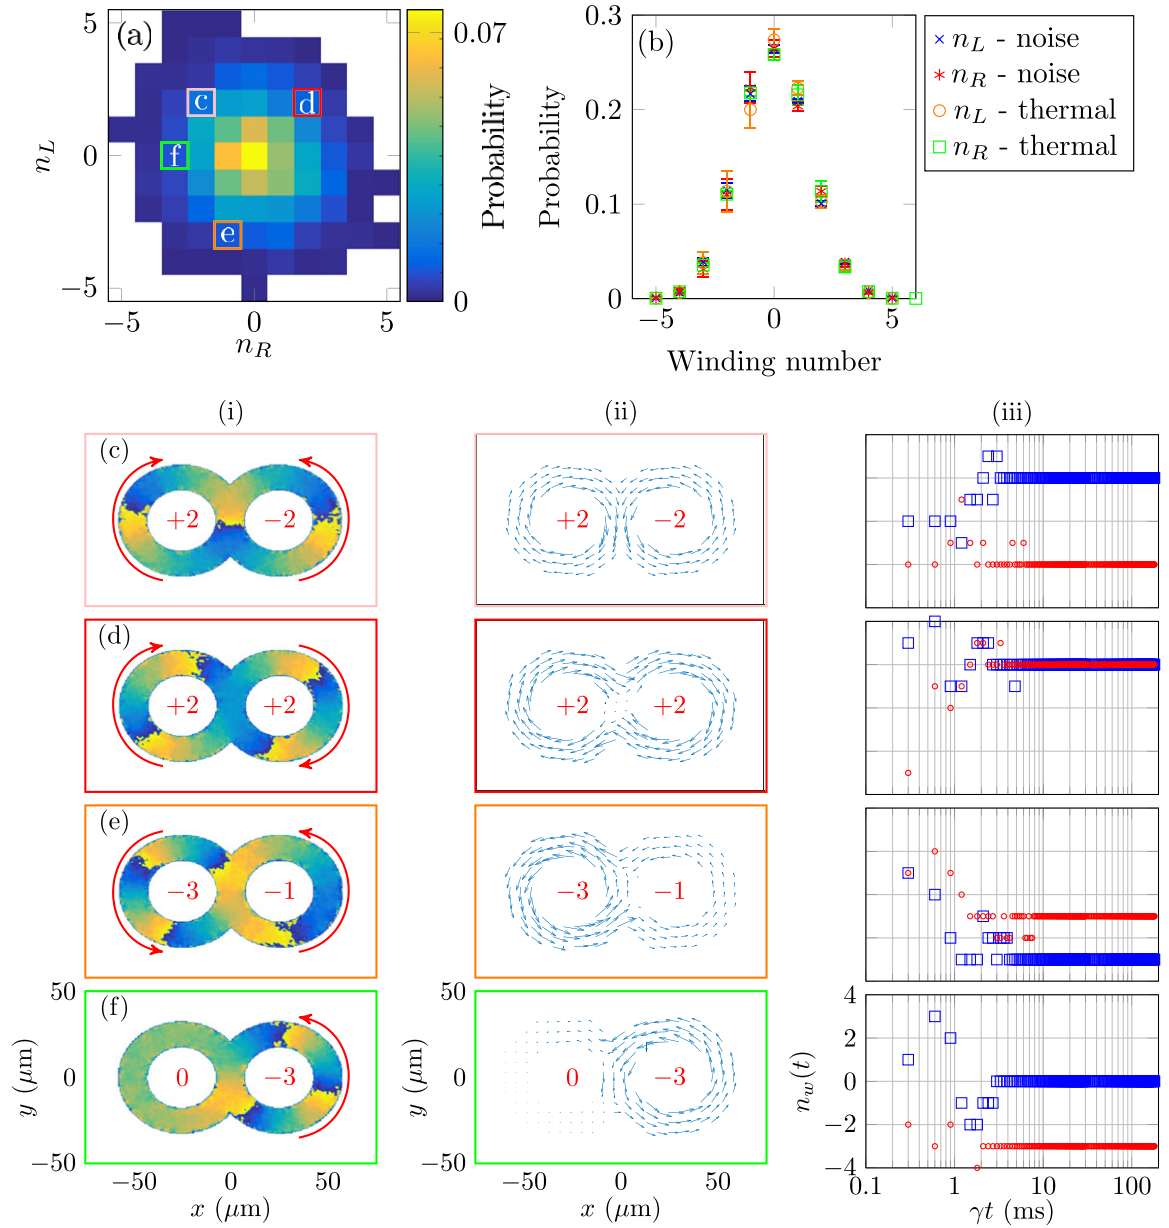 (a)
5
0
−5
n_L
−5
0
5
n_R
c
d
f
e
0.07
0
Probability
(b)
0.3
0.2
0.1
0
Probability
−5
0
5
Winding number
n_L - noise
n_R - noise
n_L - thermal
n_R - thermal
(i)
(ii)
(iii)
(c)
+2
−2
+2
−2
(d)
+2
+2
+2
+2
(e)
−3
−1
−3
−1
(f)
0
−3
0
−3
50
0
−50
y (μm)
−50
0
50
x (μm)
50
0
−50
y (μm)
−50
0
50
x (μm)
4
2
0
−2
−4
n_w(t)
0.1
1
10
100
γt (ms)